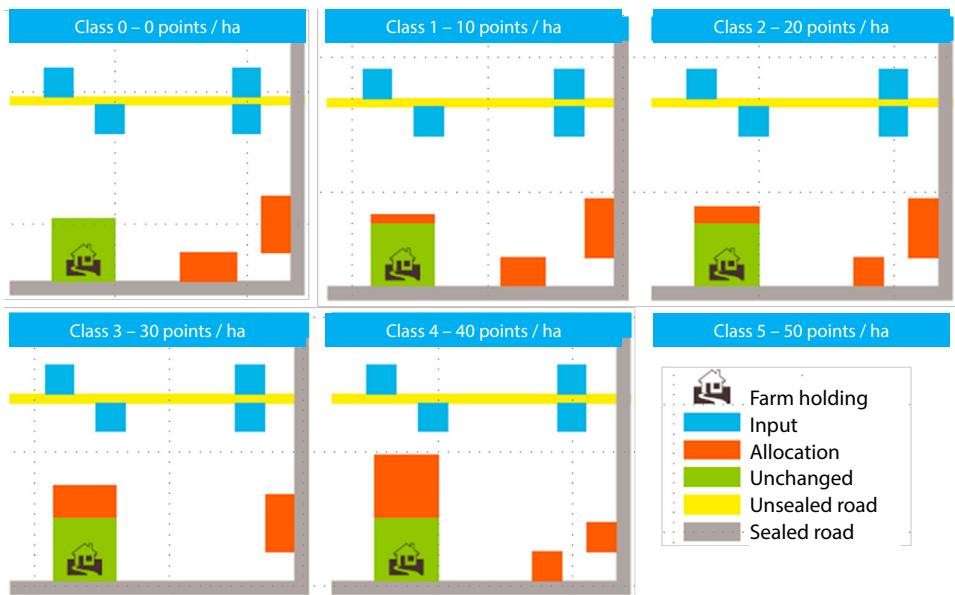 Class 0 – 0 points / ha
Class 1 – 10 points / ha
Class 2 – 20 points / ha
Class 3 – 30 points / ha
Class 4 – 40 points / ha
Class 5 – 50 points / ha
Farm holding
Input
Allocation
Unchanged
Unsealed road
Sealed road